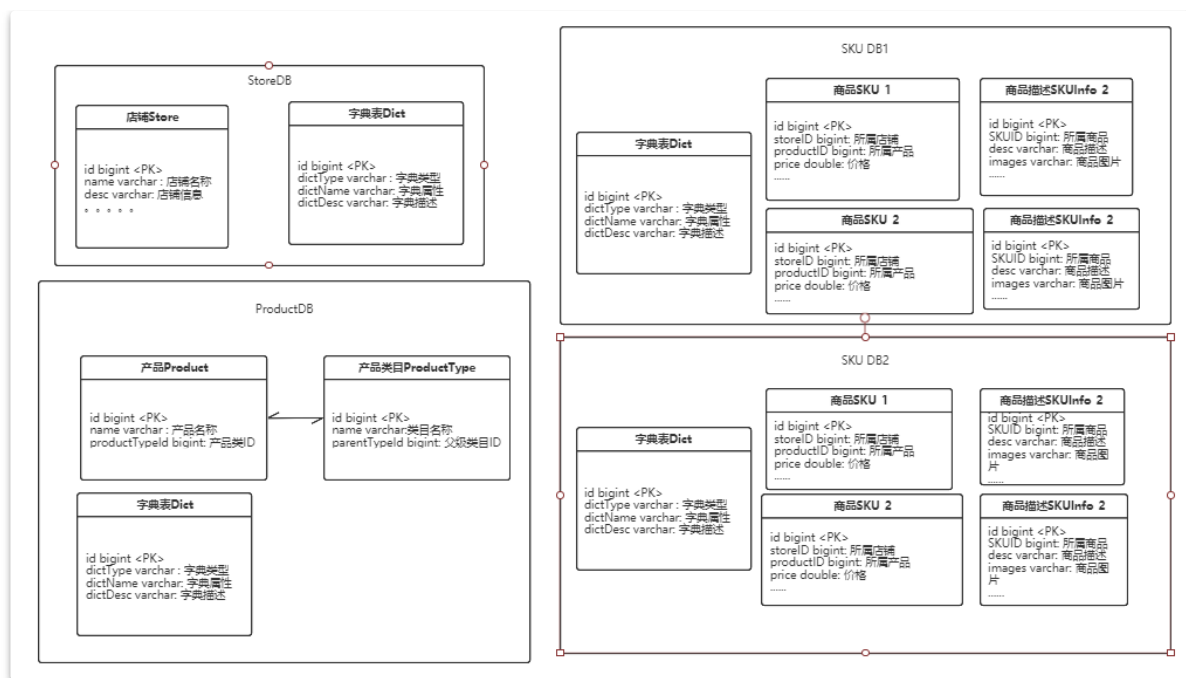 StoreDB
店铺Store
id bigint <PK>
name varchar : 店铺名称
desc varchar: 店铺信息
。。。。。
字典表Dict
id bigint <PK>
dictType varchar : 字典类型
dictName varchar: 字典属性
dictDesc varchar: 字典描述
ProductDB
产品Product
id bigint <PK>
name varchar : 产品名称
productTypeId bigint: 产品类ID
产品类目ProductType
id bigint <PK>
name varchar:类目名称
parentTypeId bigint: 父级类目ID
字典表Dict
id bigint <PK>
dictType varchar : 字典类型
dictName varchar: 字典属性
dictDesc varchar: 字典描述
SKU DB1
字典表Dict
id bigint <PK>
dictType varchar : 字典类型
dictName varchar: 字典属性
dictDesc varchar: 字典描述
商品SKU 1
id bigint <PK>
storeID bigint: 所属店铺
productID bigint: 所属产品
price double: 价格
......
商品描述SKUInfo 2
id bigint <PK>
SKUID bigint: 所属商品
desc varchar: 商品描述
images varchar: 商品图片
......
商品SKU 2
id bigint <PK>
storeID bigint: 所属店铺
productID bigint: 所属产品
price double: 价格
......
商品描述SKUInfo 2
id bigint <PK>
SKUID bigint: 所属商品
desc varchar: 商品描述
images varchar: 商品图片
......
SKU DB2
字典表Dict
id bigint <PK>
dictType varchar : 字典类型
dictName varchar: 字典属性
dictDesc varchar: 字典描述
商品SKU 1
id bigint <PK>
storeID bigint: 所属店铺
productID bigint: 所属产品
price double: 价格
......
商品描述SKUInfo 2
id bigint <PK>
SKUID bigint: 所属商品
desc varchar: 商品描述
images varchar: 商品图
片
......
商品SKU 2
id bigint <PK>
storeID bigint: 所属店铺
productID bigint: 所属产品
price double: 价格
......
商品描述SKUInfo 2
id bigint <PK>
SKUID bigint: 所属商品
desc varchar: 商品描述
images varchar: 商品图
片
......